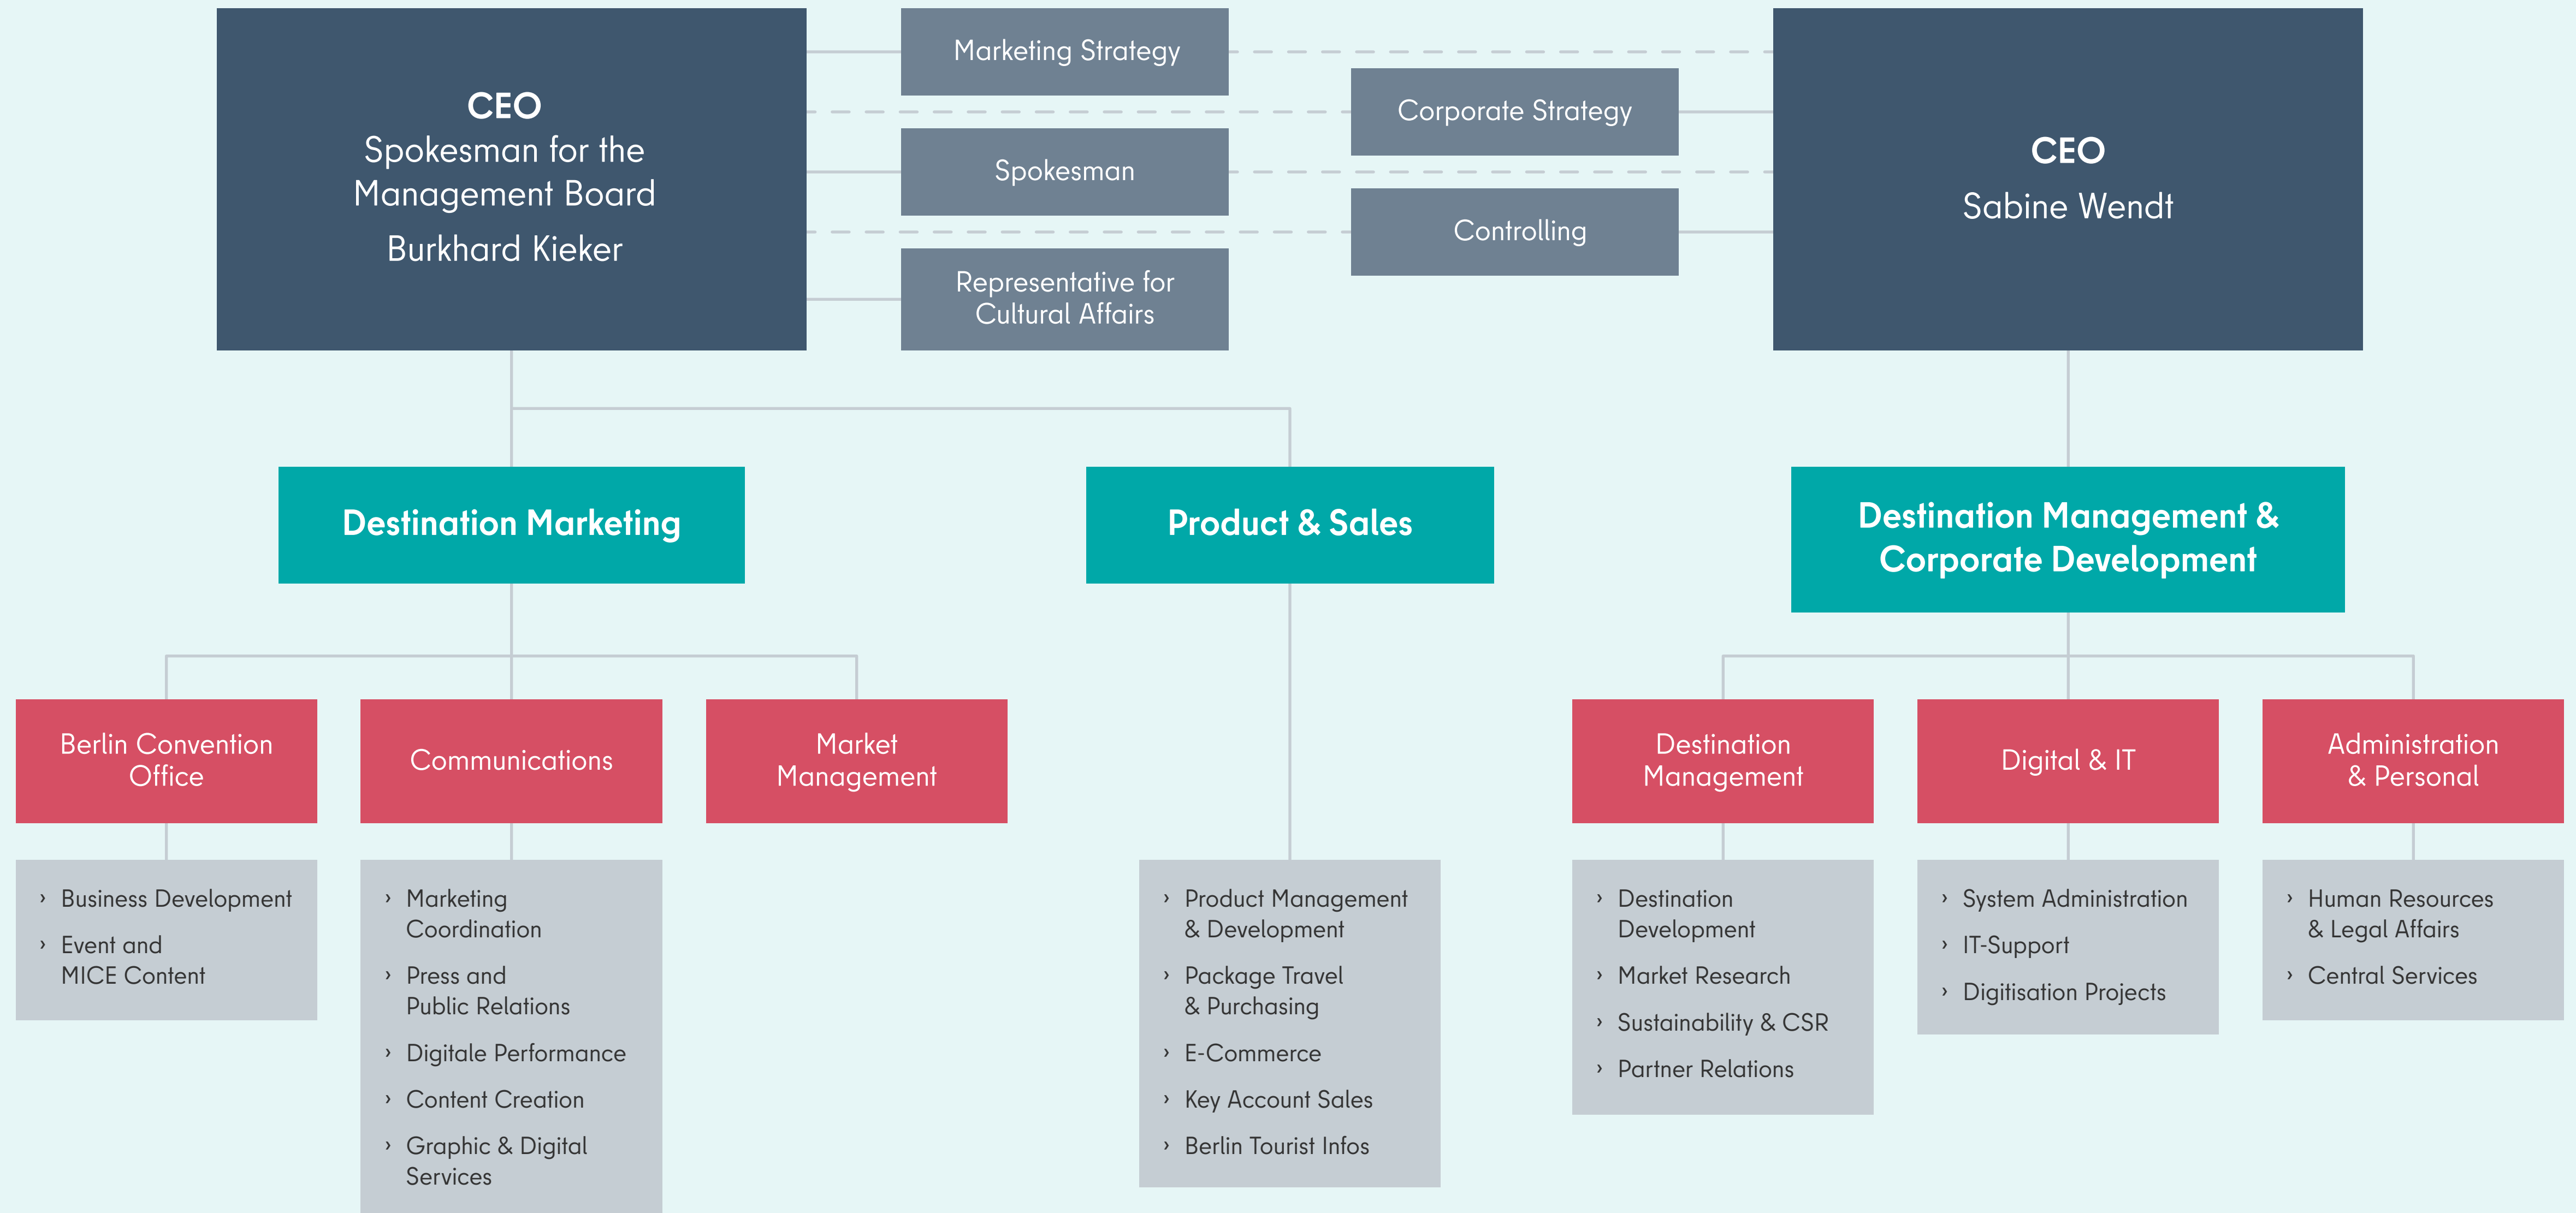 CEO
Spokesman for the
Management Board
Burkhard Kieker
Marketing Strategy
Spokesman
Representative for
Cultural Affairs
Corporate Strategy
Controlling
CEO
Sabine Wendt
Destination Marketing
Product & Sales
Destination Management &
Corporate Development
Berlin Convention
Office
Communications
Market
Management
Destination
Management
Digital & IT
Administration
& Personal
› Business Development
› Event and
MICE Content
› Marketing
Coordination
› Press and
Public Relations
› Digitale Performance
› Content Creation
› Graphic & Digital
Services
› Product Management
& Development
› Package Travel
& Purchasing
› E-Commerce
› Key Account Sales
› Berlin Tourist Infos
› Destination
Development
› Market Research
› Sustainability & CSR
› Partner Relations
› System Administration
› IT-Support
› Digitisation Projects
› Human Resources
& Legal Affairs
› Central Services